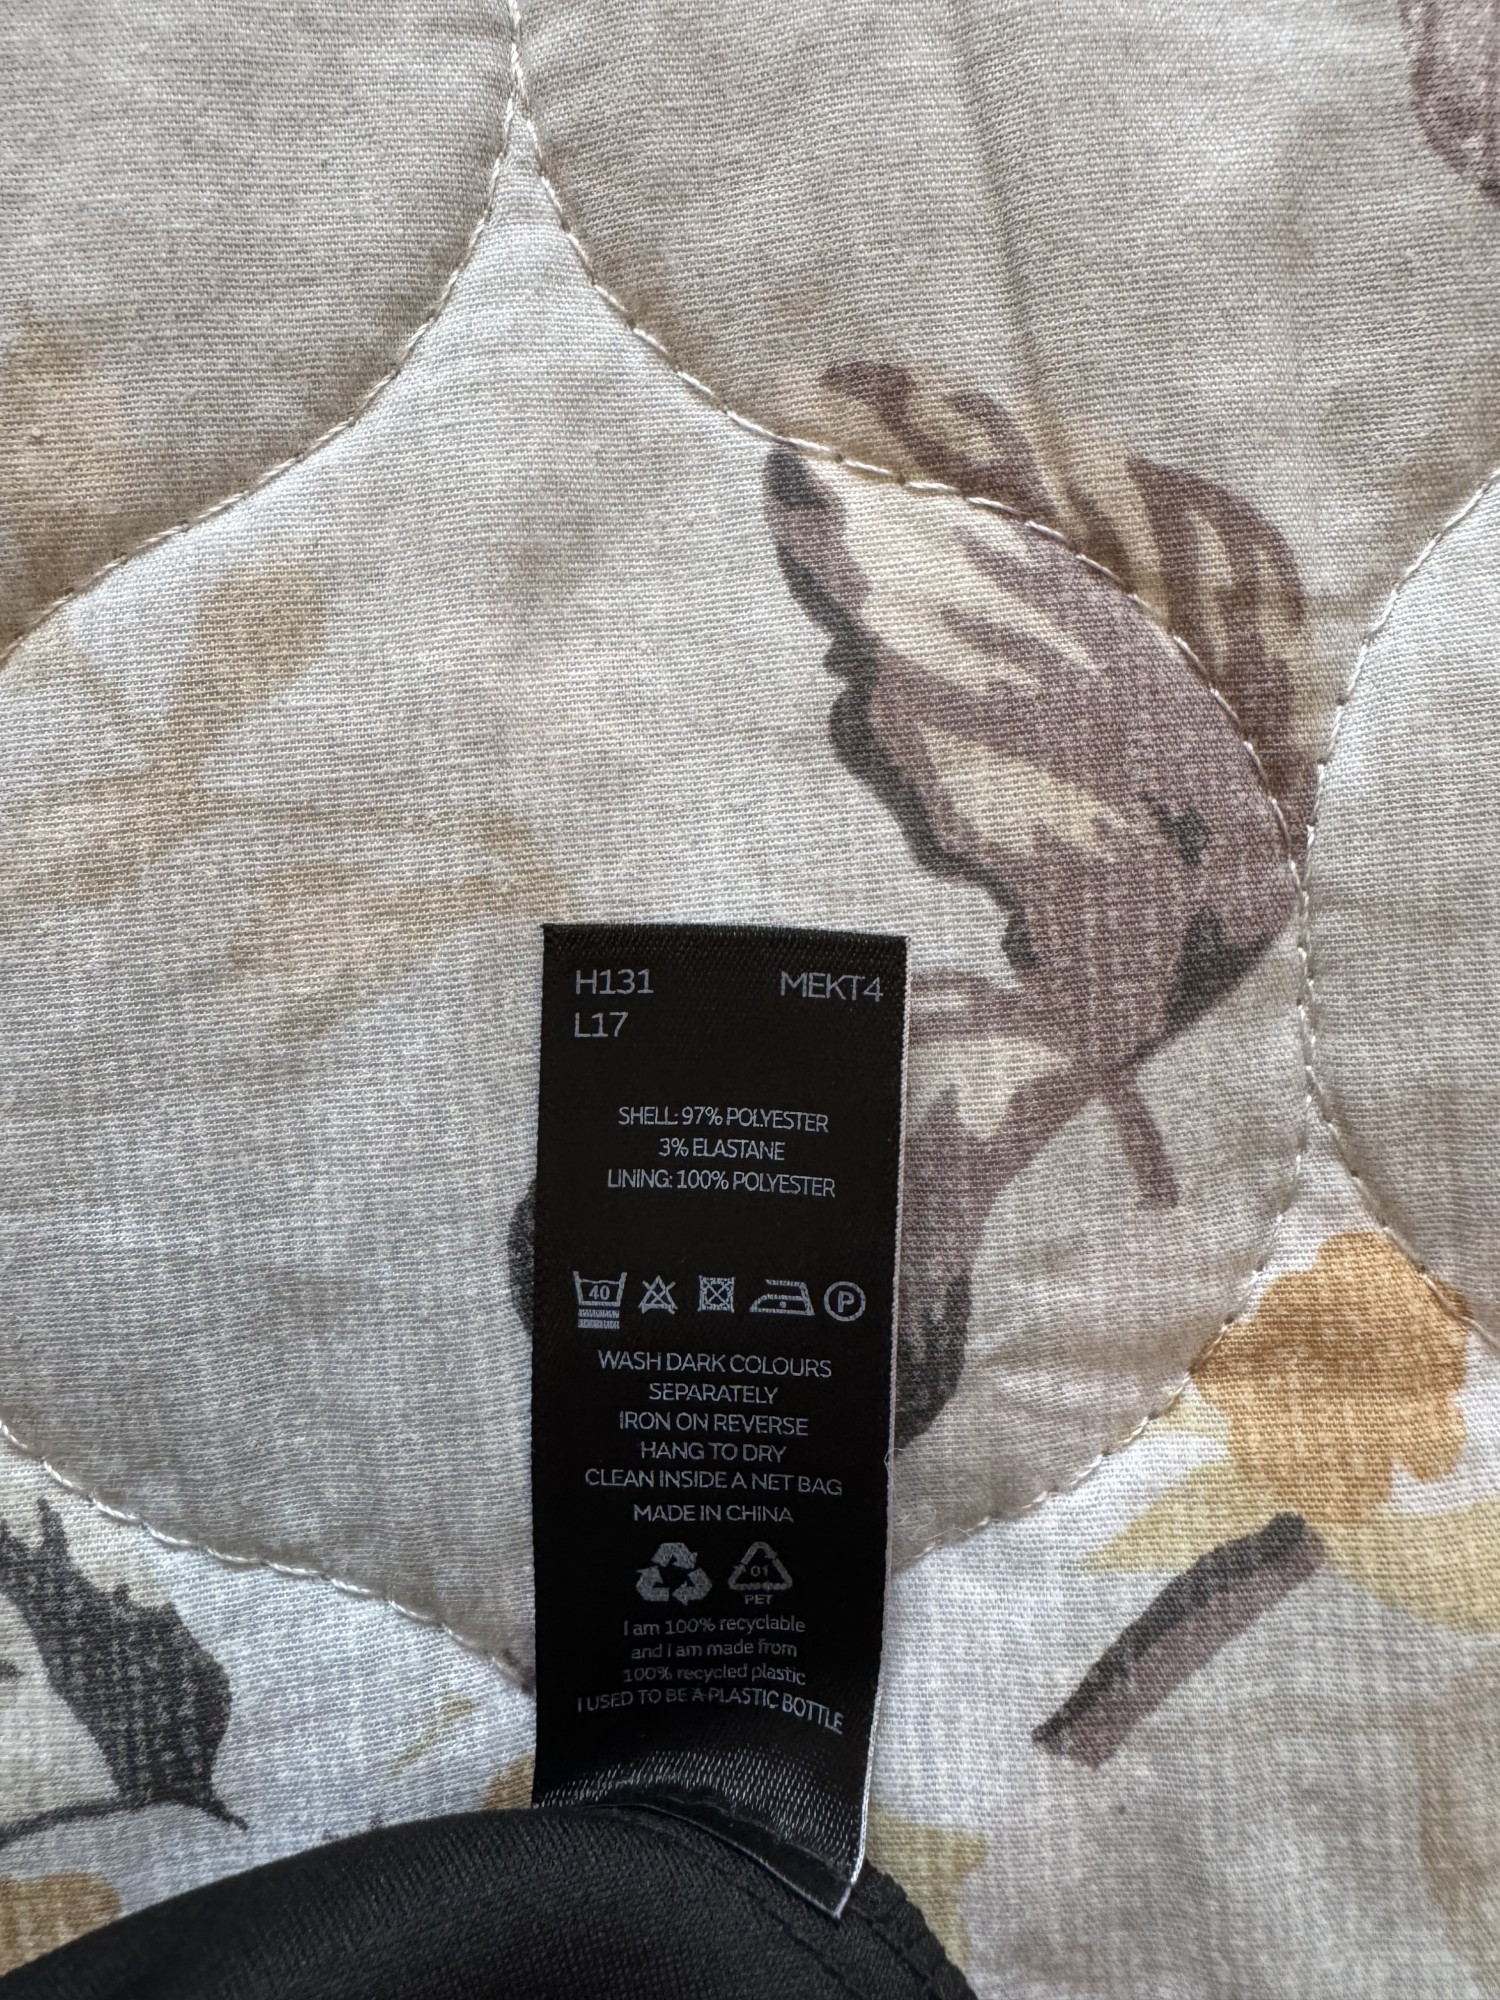 H131 MEKT4
L17
SHELL: 97% POLYESTER
3% ELASTANE
LINING: 100% POLYESTER
40 P
WASH DARK COLOURS
SEPARATELY
IRON ON REVERSE
HANG TO DRY
CLEAN INSIDE A NET BAG
MADE IN CHINA
01
PET
I am 100% recyclable
and I am made from
100% recycled plastic
I USED TO BE A PLASTIC BOTTLE